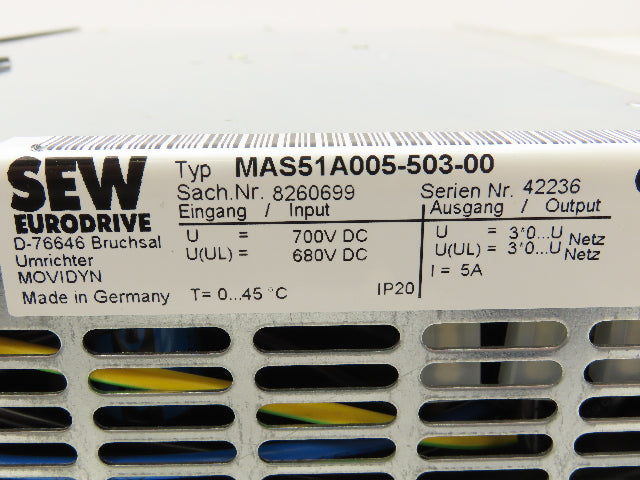 SEW
EURODRIVE
D-76646 Bruchsal
Umrichter
MOVIDYN
Made in Germany
Typ MAS51A005-503-00
Sach.Nr. 8260699 Serien Nr. 42236
Eingang / Input Ausgang / Output
U = 700V DC U = 3*0...U Netz
U(UL) = 680V DC U(UL) = 3*0...U Netz
I = 5A
T= 0...45 °C IP20